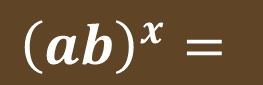 (ab)ˣ =